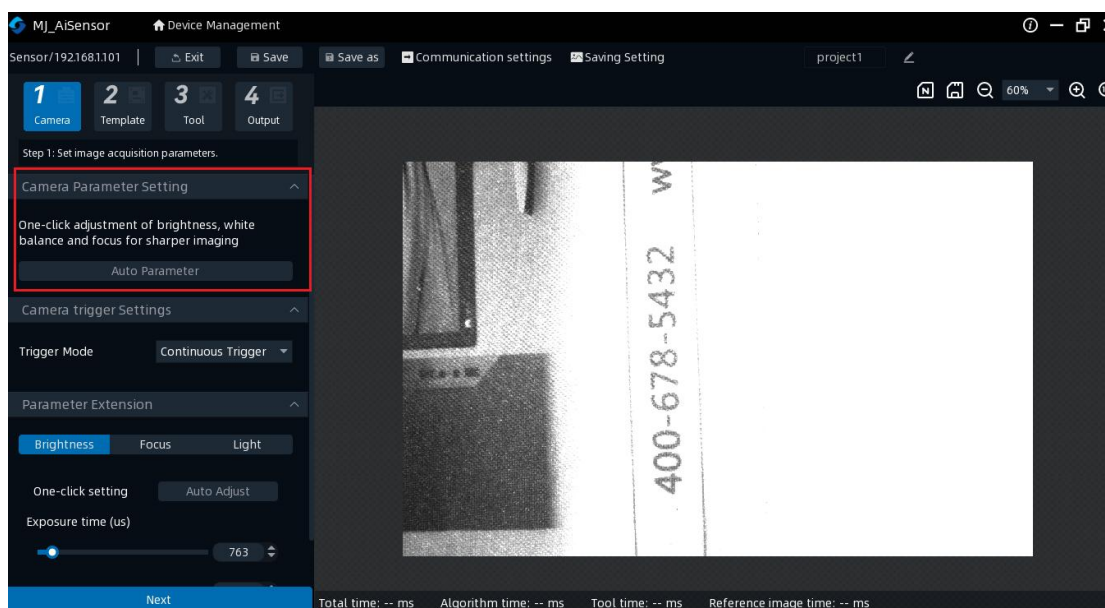 MJ_AiSensor
Device Management
Sensor/192.168.1.101
Exit
Save
Save as
Communication settings
Saving Setting
project1
60%
1
Camera
2
Template
3
Tool
4
Output
Step 1: Set image acquisition parameters.
Camera Parameter Setting
One-click adjustment of brightness, white
balance and focus for sharper imaging
Auto Parameter
Camera trigger Settings
Trigger Mode
Continuous Trigger
Parameter Extension
Brightness
Focus
Light
One-click setting
Auto Adjust
Exposure time (us)
763
Next
400-678-5432
Total time: -- ms
Algorithm time: -- ms
Tool time: -- ms
Reference image time: -- ms